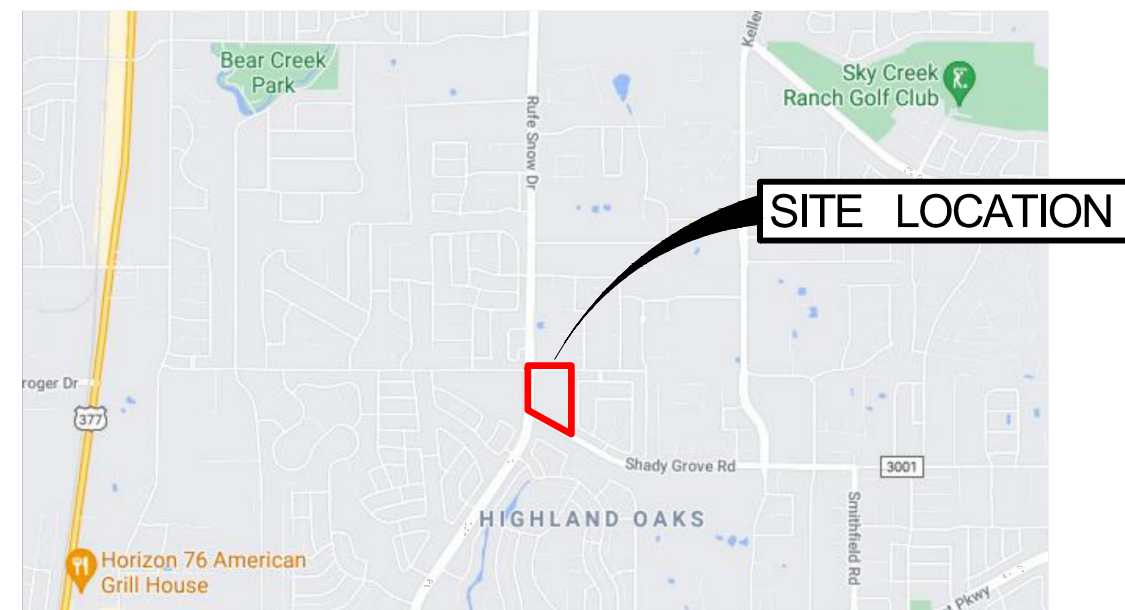 Bear Creek
Park
Rufe Snow Dr
Sky Creek
Ranch Golf Club
SITE LOCATION
roger Dr
377
Shady Grove Rd
3001
HIGHLAND OAKS
Smithfield Rd
Horizon 76 American
Grill House
Pkwy